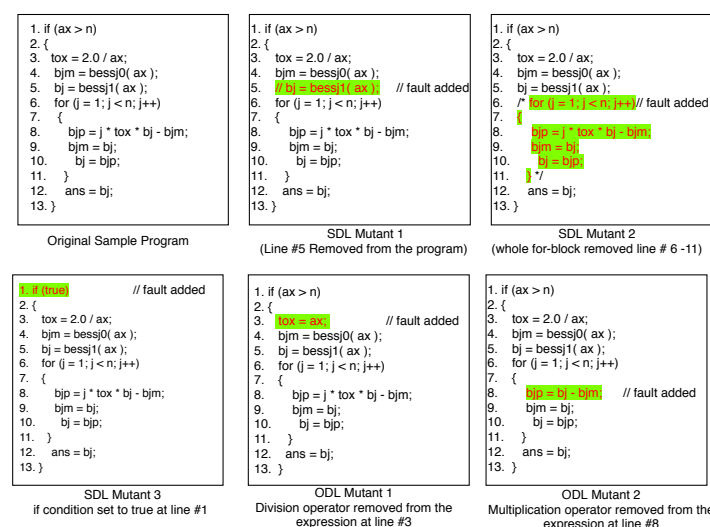 1. if (ax > n)
2. {
3. tox = 2.0 / ax;
4. bjm = bessj0( ax );
5. bj = bessj1( ax );
6. for (j = 1; j < n; j++)
7. {
8. bjp = j * tox * bj - bjm;
9. bjm = bj;
10. bj = bjp;
11. }
12. ans = bj;
13. }
Original Sample Program
1. if (ax > n)
2. {
3. tox = 2.0 / ax;
4. bjm = bessj0( ax );
5. // bj = bessj1( ax ); // fault added
6. for (j = 1; j < n; j++)
7. {
8. bjp = j * tox * bj - bjm;
9. bjm = bj;
10. bj = bjp;
11. }
12. ans = bj;
13. }
SDL Mutant 1
(Line #5 Removed from the program)
1. if (ax > n)
2. {
3. tox = 2.0 / ax;
4. bjm = bessj0( ax );
5. bj = bessj1( ax );
6. /* for (j = 1; j < n; j++)// fault added
7. {
8. bjp = j * tox * bj - bjm;
9. bjm = bj;
10. bj = bjp;
11. } */
12. ans = bj;
13. }
SDL Mutant 2
(whole for-block removed line # 6 -11)
1. if (true) // fault added
2. {
3. tox = 2.0 / ax;
4. bjm = bessj0( ax );
5. bj = bessj1( ax );
6. for (j = 1; j < n; j++)
7. {
8. bjp = j * tox * bj - bjm;
9. bjm = bj;
10. bj = bjp;
11. }
12. ans = bj;
13. }
SDL Mutant 3
if condition set to true at line #1
1. if (ax > n)
2. {
3. tox = ax; // fault added
4. bjm = bessj0( ax );
5. bj = bessj1( ax );
6. for (j = 1; j < n; j++)
7. {
8. bjp = j * tox * bj - bjm;
9. bjm = bj;
10. bj = bjp;
11. }
12. ans = bj;
13. }
ODL Mutant 1
Division operator removed from the
expression at line #3
1. if (ax > n)
2. {
3. tox = 2.0 / ax;
4. bjm = bessj0( ax );
5. bj = bessj1( ax );
6. for (j = 1; j < n; j++)
7. {
8. bjp = bj - bjm; // fault added
9. bjm = bj;
10. bj = bjp;
11. }
12. ans = bj;
13. }
ODL Mutant 2
Multiplication operator removed from the
expression at line #8